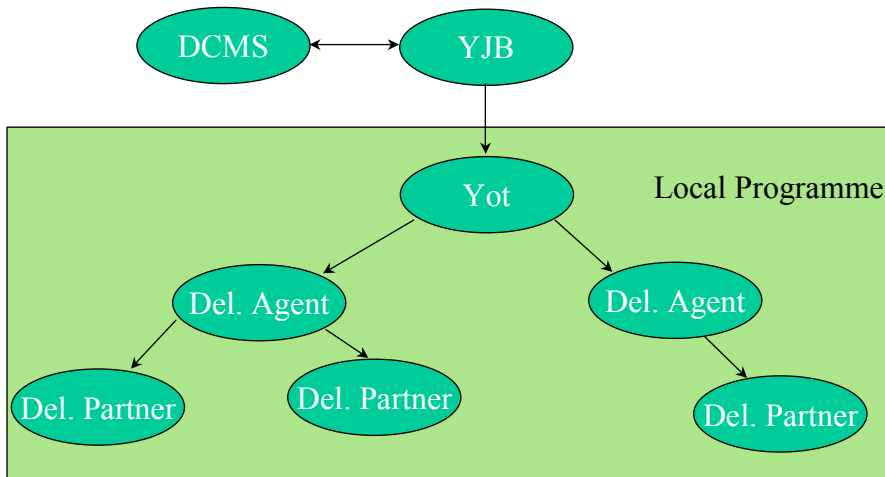 DCMS
YJB
Yot
Local Programme
Del. Agent
Del. Agent
Del. Partner
Del. Partner
Del. Partner